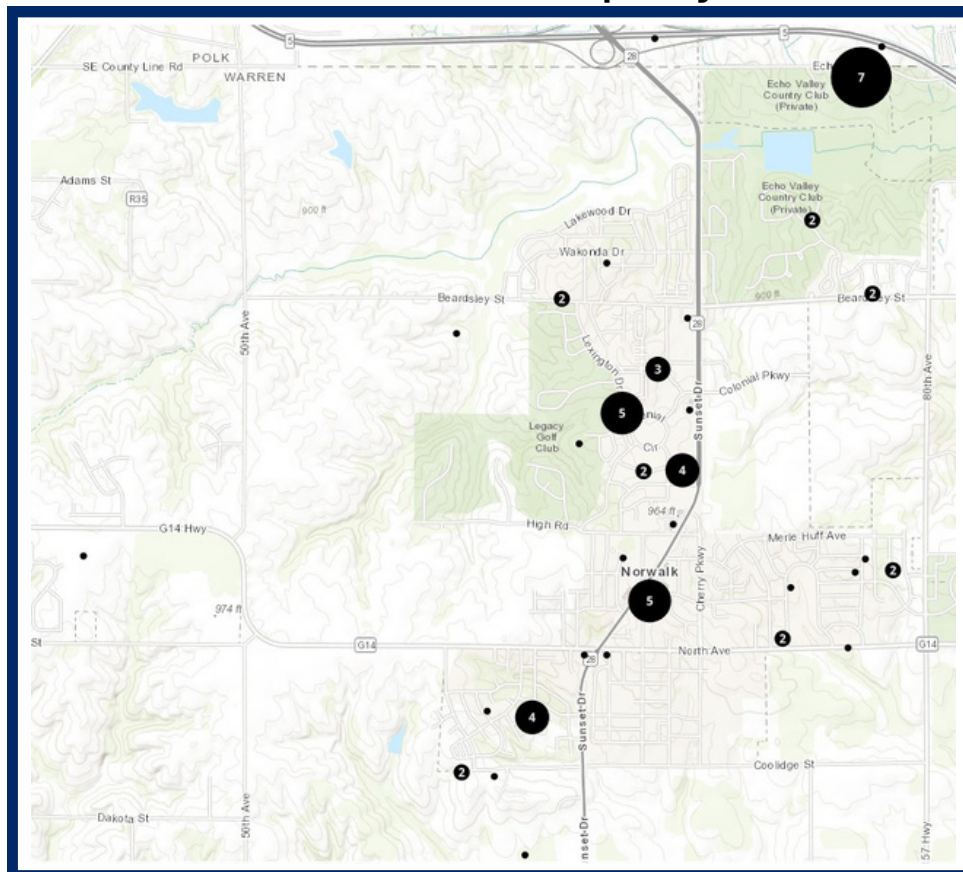 5
5
28
POLK
SE County Line Rd
WARREN
7
Echo Valley
Country Club
(Private)
Adams St
R35
Echo Valley
Country Club
(Private)
900 ft
2
Lakewood Dr
Wakonda Dr
Beardsley St
2
900 ft
2
28
50th Ave
Lexington Dr
3
Colonial Pkwy
80th Ave
5
Sunset Dr
Legacy
Golf
Club
Cir
2
4
964 ft
High Rd
G14 Hwy
Merle Huff Ave
Norwalk
2
5
Cherry Pkwy
974 ft
2
St
G14
28
North Ave
G14
4
Sunset Dr
2
Coolidge St
Dakota St
50th Ave
57 Hwy